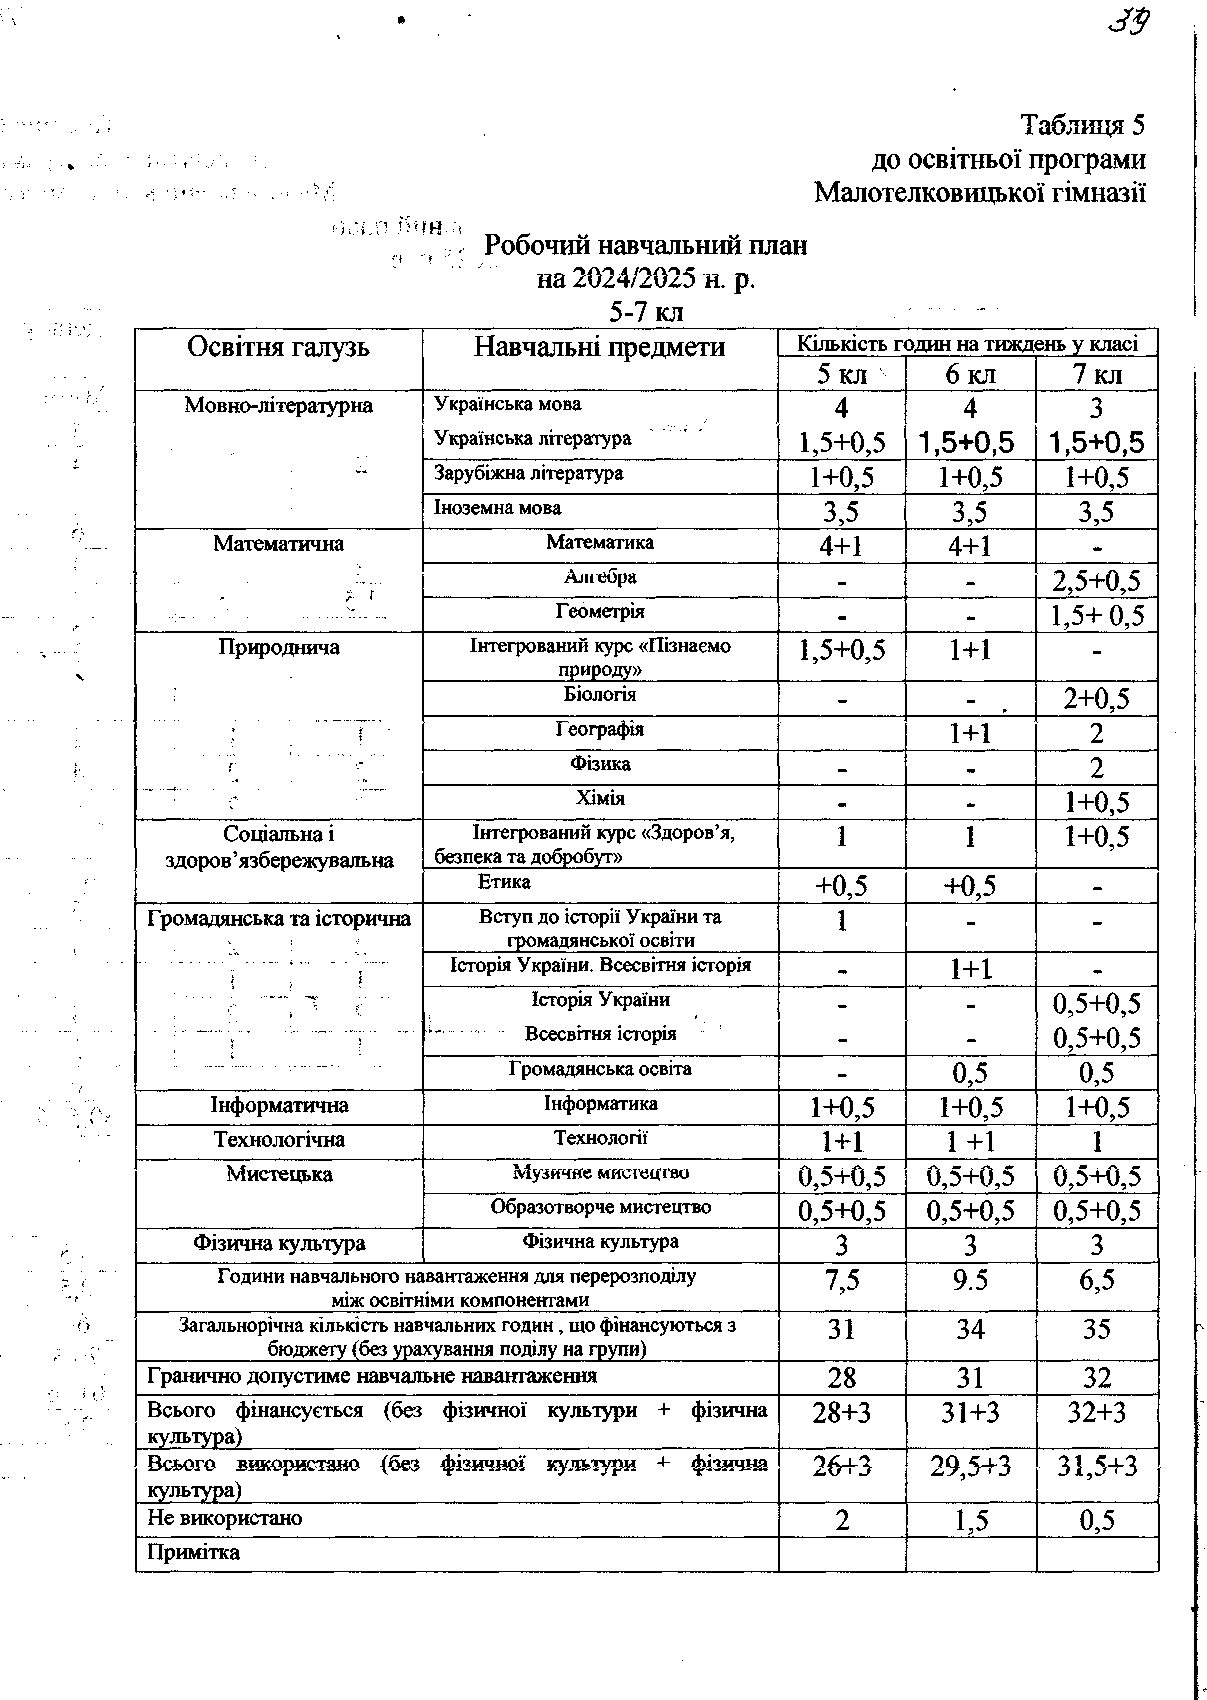 39
Таблиця 5
до освітньої програми
Малотелковицької гімназії
Робочий навчальний план
на 2024/2025 н. р.
5-7 кл
Освітня галузь Навчальні предмети Кількість годин на тиждень у класі
5 кл 6 кл 7 кл
Мовно-літературна Українська мова 4 4 3
Українська література 1,5+0,5 1,5+0,5 1,5+0,5
Зарубіжна література 1+0,5 1+0,5 1+0,5
Іноземна мова 3,5 3,5 3,5
Математична Математика 4+1 4+1 -
Алгебра - - 2,5+0,5
Геометрія - - 1,5+ 0,5
Природнича Інтегрований курс «Пізнаємо 1,5+0,5 1+1 -
природу»
Біологія - - 2+0,5
Географія 1+1 2
Фізика - - 2
Хімія - - 1+0,5
Соціальна і Інтегрований курс «Здоров’я, 1 1 1+0,5
здоров’язбережувальна безпека та добробут»
Етика +0,5 +0,5 -
Громадянська та історична Вступ до історії України та 1 - -
громадянської освіти
Історія України. Всесвітня історія - 1+1 -
Історія України - - 0,5+0,5
Всесвітня історія - - 0,5+0,5
Громадянська освіта - 0,5 0,5
Інформатична Інформатика 1+0,5 1+0,5 1+0,5
Технологічна Технології 1+1 1 +1 1
Мистецька Музичне мистецтво 0,5+0,5 0,5+0,5 0,5+0,5
Образотворче мистецтво 0,5+0,5 0,5+0,5 0,5+0,5
Фізична культура Фізична культура 3 3 3
Години навчального навантаження для перерозподілу 7,5 9.5 6,5
між освітніми компонентами
Загальнорічна кількість навчальних годин , що фінансуються з 31 34 35
бюджету (без урахування поділу на групи)
Гранично допустиме навчальне навантаження 28 31 32
Всього фінансується (без фізичної культури + фізична 28+3 31+3 32+3
культура)
Всього використано (без фізичної культури + фізична 26+3 29,5+3 31,5+3
культура)
Не використано 2 1,5 0,5
Примітка